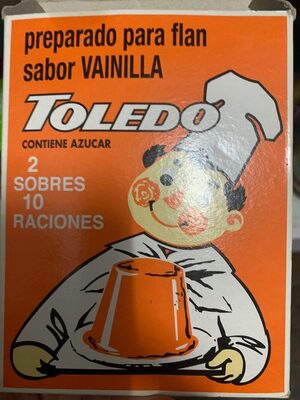 preparado para flan
sabor VAINILLA
TOLEDO
CONTIENE AZUCAR
2
SOBRES
10
RACIONES